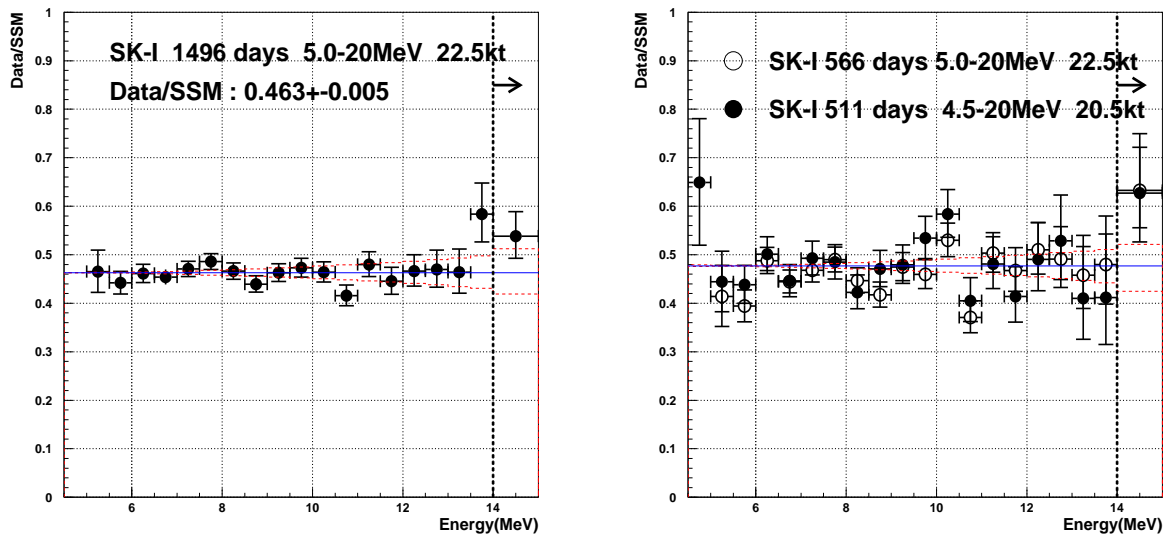 Data/SSM
1
0.9
0.8
0.7
0.6
0.5
0.4
0.3
0.2
0.1
0
SK-I 1496 days 5.0-20MeV 22.5kt
Data/SSM : 0.463+-0.005
6 8 10 12 14
Energy(MeV)
Data/SSM
1
0.9
0.8
0.7
0.6
0.5
0.4
0.3
0.2
0.1
0
SK-I 566 days 5.0-20MeV 22.5kt
SK-I 511 days 4.5-20MeV 20.5kt
6 8 10 12 14
Energy(MeV)